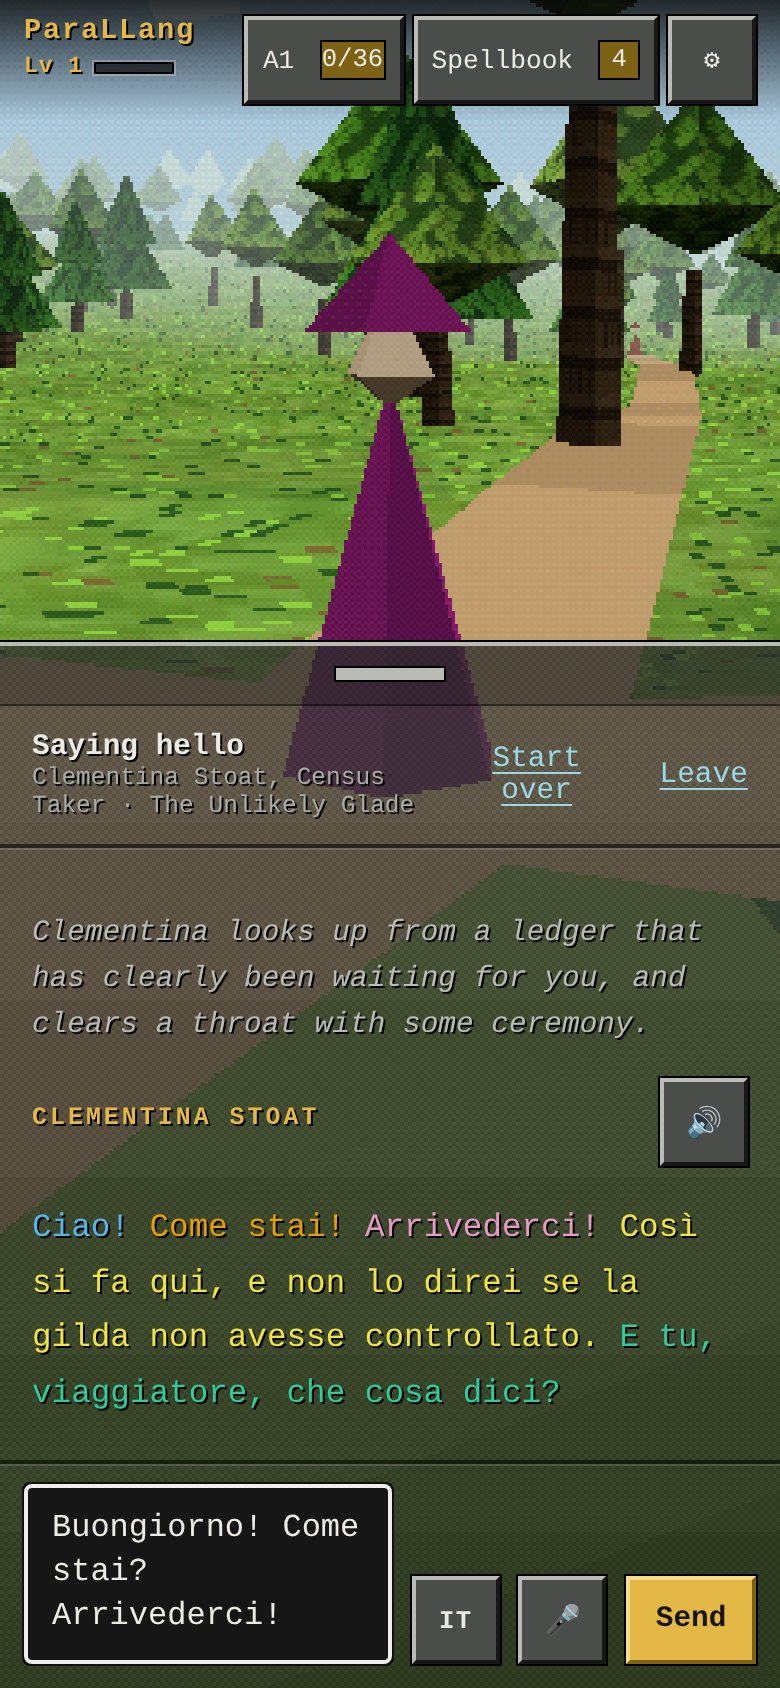 ParaLLang
Lv 1
A1 0/36
Spellbook 4
Saying hello
Clementina Stoat, Census
Taker · The Unlikely Glade
Start
over
Leave
Clementina looks up from a ledger that
has clearly been waiting for you, and
clears a throat with some ceremony.
CLEMENTINA STOAT
Ciao! Come stai! Arrivederci! Così
si fa qui, e non lo direi se la
gilda non avesse controllato. E tu,
viaggiatore, che cosa dici?
Buongiorno! Come
stai?
Arrivederci!
IT
Send